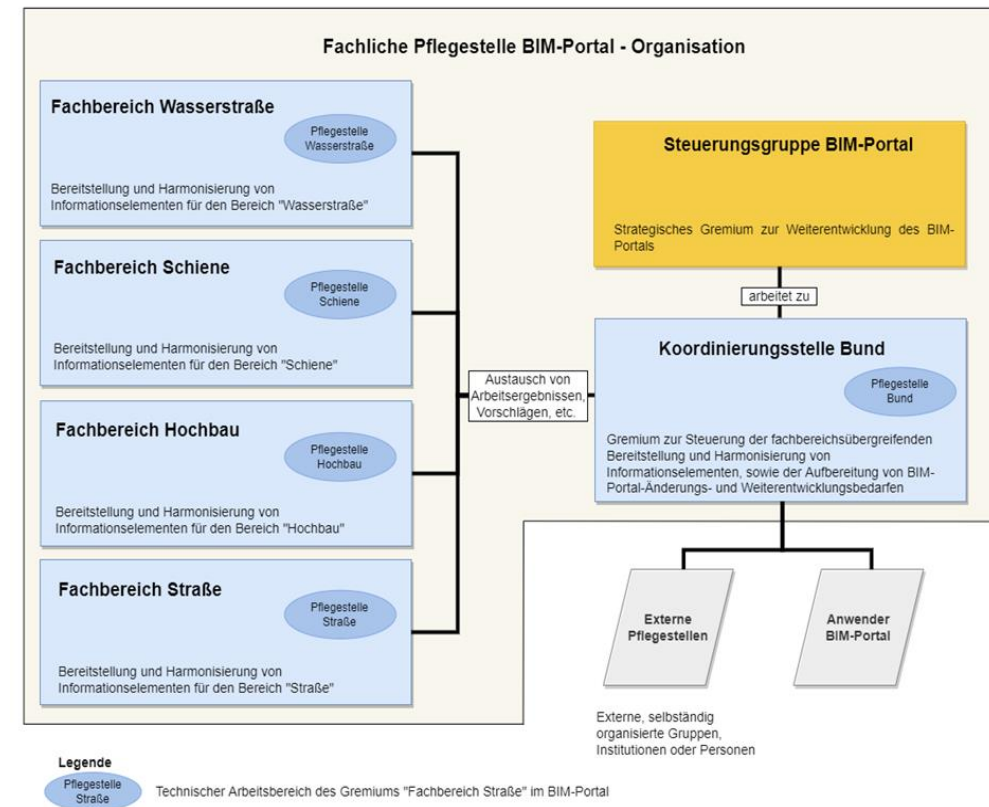 Fachliche Pflegestelle BIM-Portal - Organisation
Fachbereich Wasserstraße
Pflegestelle
Wasserstraße
Bereitstellung und Harmonisierung von
Informationselementen für den Bereich "Wasserstraße"
Fachbereich Schiene
Pflegestelle
Schiene
Bereitstellung und Harmonisierung von
Informationselementen für den Bereich "Schiene"
Fachbereich Hochbau
Pflegestelle
Hochbau
Bereitstellung und Harmonisierung von
Informationselementen für den Bereich "Hochbau"
Fachbereich Straße
Pflegestelle
Straße
Bereitstellung und Harmonisierung von
Informationselementen für den Bereich "Straße"
Austausch von
Arbeitsergebnissen,
Vorschlägen, etc.
Steuerungsgruppe BIM-Portal
Strategisches Gremium zur Weiterentwicklung des BIM-
Portals
arbeitet zu
Koordinierungsstelle Bund
Pflegestelle
Bund
Gremium zur Steuerung der fachbereichsübergreifenden
Bereitstellung und Harmonisierung von
Informationselementen, sowie der Aufbereitung von BIM-
Portal-Änderungs- und Weiterentwicklungsbedarfen
Externe
Pflegestellen
Anwender
BIM-Portal
Externe, selbständig
organisierte Gruppen,
Institutionen oder Personen
Legende
Pflegestelle
Straße
Technischer Arbeitsbereich des Gremiums "Fachbereich Straße" im BIM-Portal